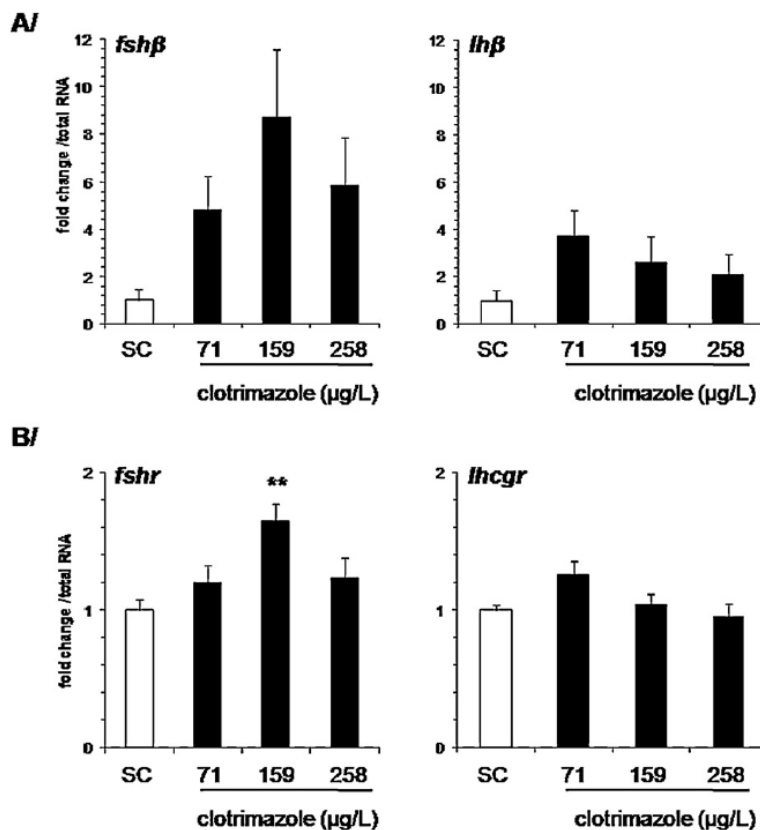 A/
fshβ
lhβ
fold change /total RNA
12
10
8
6
4
2
0
12
10
8
6
4
2
0
SC 71 159 258
SC 71 159 258
clotrimazole (µg/L)
clotrimazole (µg/L)
B/
fshr
lhcgr
fold change /total RNA
**
2
1
0
2
1
0
SC 71 159 258
SC 71 159 258
clotrimazole (µg/L)
clotrimazole (µg/L)